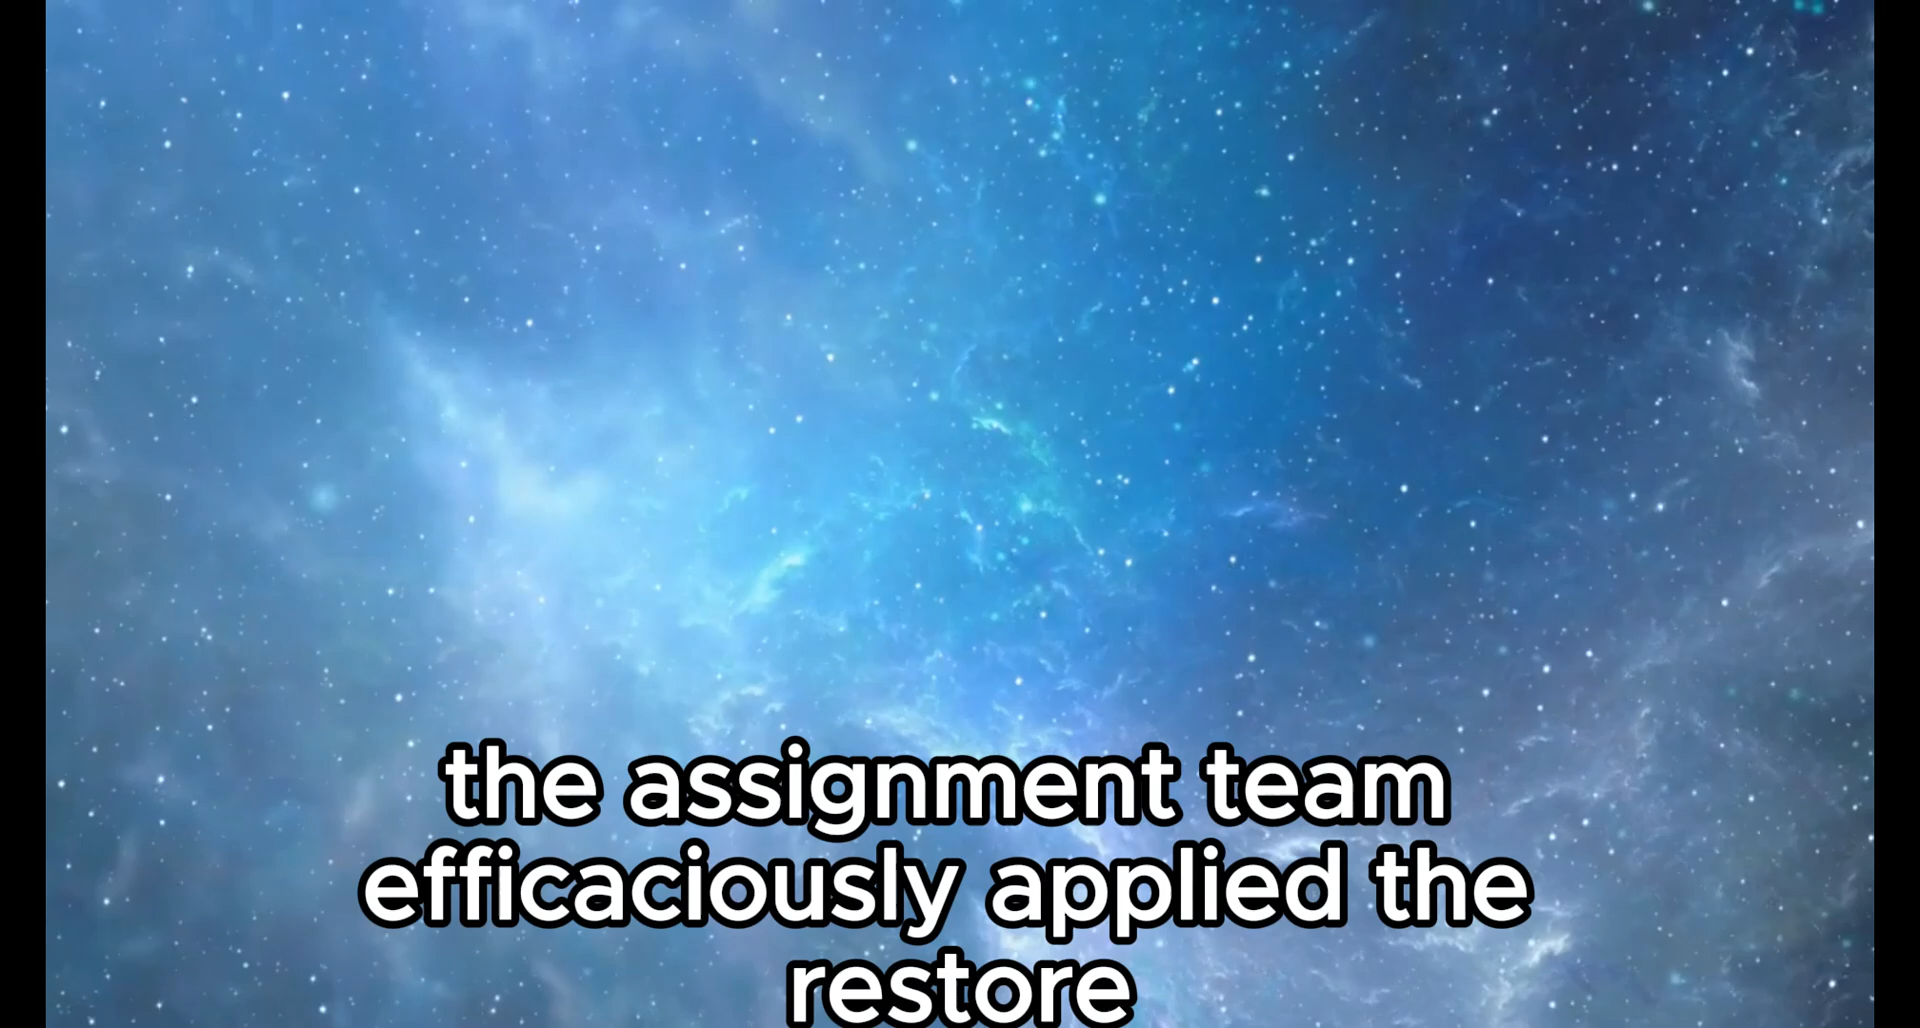 the assignment team
efficaciously applied the
restore